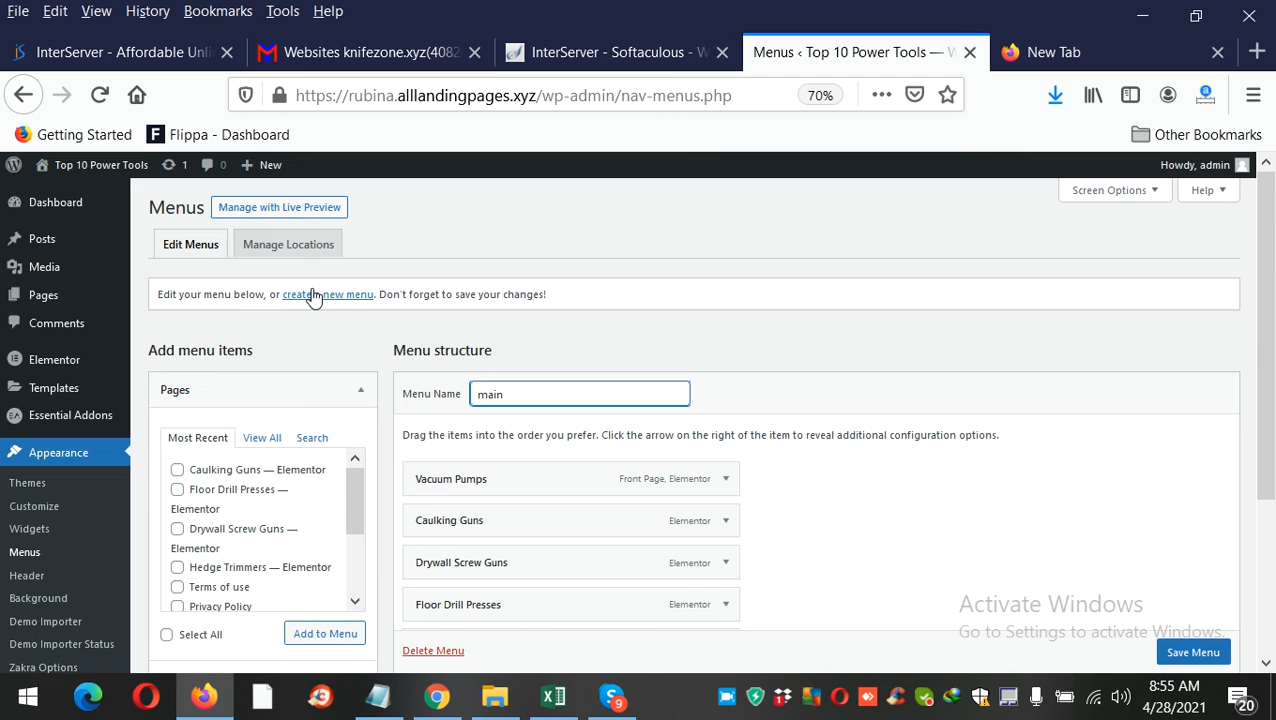 File Edit View History Bookmarks Tools Help
InterServer - Affordable Unli
Websites knifezone.xyz(4082
InterServer - Softaculous - W
Menus ‹ Top 10 Power Tools — W
New Tab
https://rubina.alllandingpages.xyz/wp-admin/nav-menus.php 70%
Getting Started Flippa - Dashboard Other Bookmarks
Top 10 Power Tools 1 0 New Howdy, admin
Screen Options Help
Menus Manage with Live Preview
Edit Menus Manage Locations
Edit your menu below, or create a new menu. Don't forget to save your changes!
Dashboard
Posts
Media
Pages
Comments
Elementor
Templates
Essential Addons
Appearance
Themes
Customize
Widgets
Menus
Header
Background
Demo Importer
Demo Importer Status
Zakra Options
Add menu items
Pages
Most Recent View All Search
Caulking Guns — Elementor
Floor Drill Presses —
Elementor
Drywall Screw Guns —
Elementor
Hedge Trimmers — Elementor
Terms of use
Privacy Policy
Select All Add to Menu
Menu structure
Menu Name main
Drag the items into the order you prefer. Click the arrow on the right of the item to reveal additional configuration options.
Vacuum Pumps Front Page, Elementor
Caulking Guns Elementor
Drywall Screw Guns Elementor
Floor Drill Presses Elementor
Delete Menu Save Menu
Activate Windows
Go to Settings to activate Windows.
9
8:55 AM
4/28/2021
20